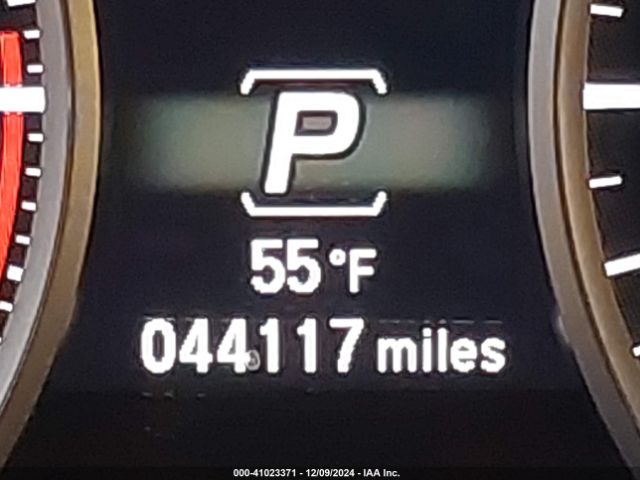 P
55 °F
044117 miles
000-41023371 - 12/09/2024 - IAA Inc.